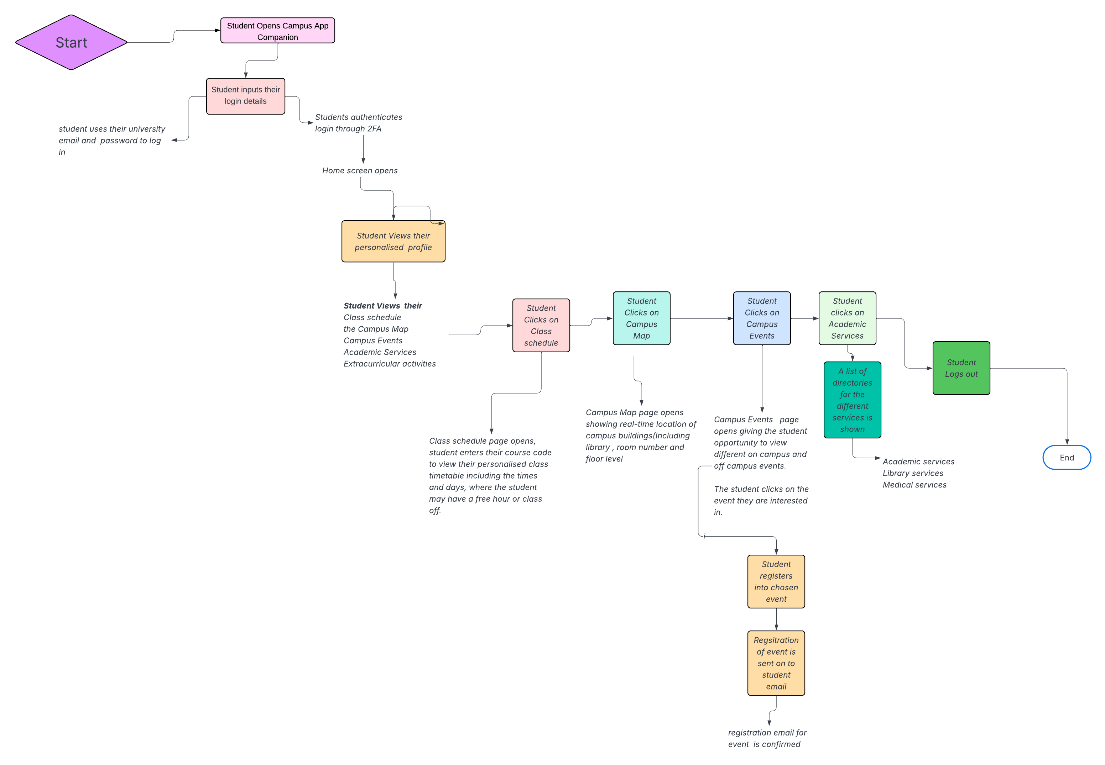 Start
Student Opens Campus App
Companion
Student inputs their
login details
student uses their university
email and  password to log
in
Students authenticates
login through 2FA
Home screen opens
Student Views their
personalised  profile
Student Views  their
Class schedule
the Campus Map
Campus Events
Academic Services
Extracurricular activities
Student
Clicks on
Class
schedule
Student
Clicks on
Campus
Map
Student
Clicks on
Campus
Events
Student
clicks on
Academic
Services
Student
Logs out
End
A list of
directories
for the
different
services is
shown
Academic services
Library services
Medical services
Class schedule page opens,
student enters their course code
to view their personalised class
timetable including the times
and days, where the student
may have a free hour or class
off.
Campus Map page opens
showing real-time location of
campus buildings(including
library , room number and
floor level
Campus Events   page
opens giving the student
opportunity to view
different on campus and
off campus events.
The student clicks on the
event they are interested
in.
Student
registers
into chosen
event
Regsitration
of event is
sent on to
student
email
registration email for
event  is confirmed